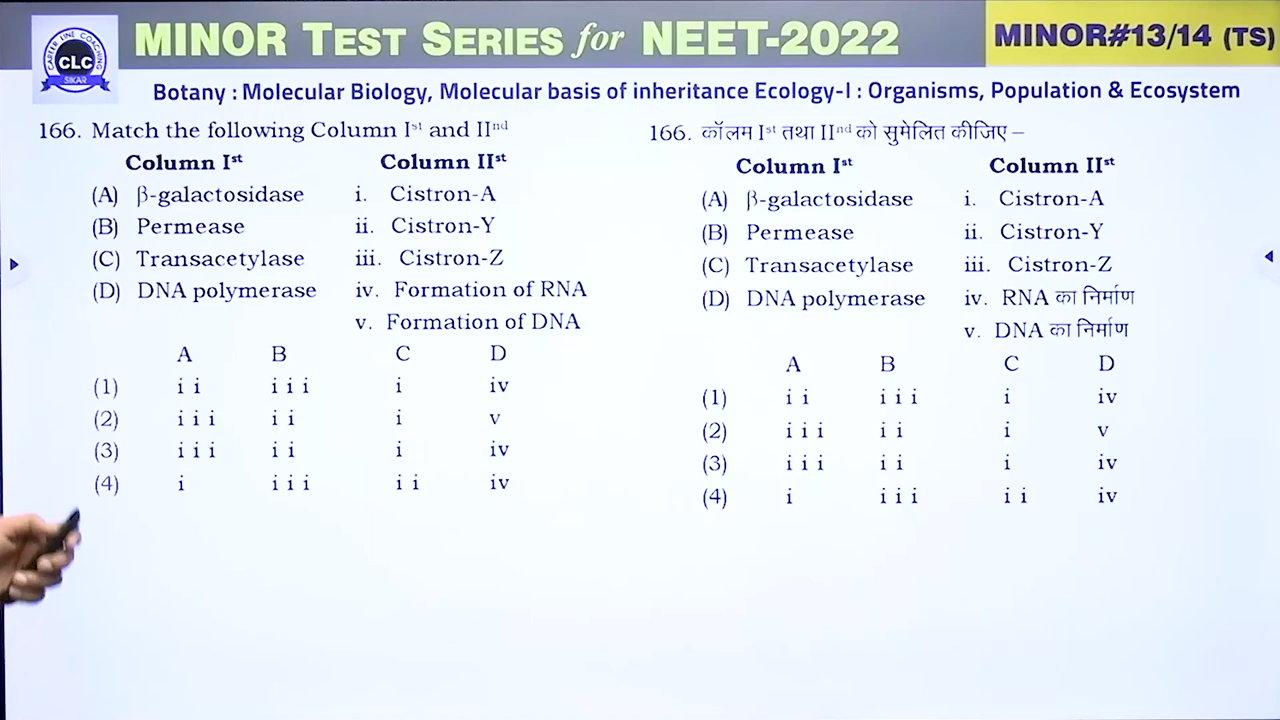 CAREER LINE COACHING
CLC
SIKAR
MINOR TEST SERIES for NEET-2022
MINOR#13/14 (TS)
Botany : Molecular Biology, Molecular basis of inheritance Ecology-I : Organisms, Population & Ecosystem
166. Match the following Column Iˢᵗ and IIⁿᵈ
Column Iˢᵗ Column IIˢᵗ
(A) β-galactosidase i. Cistron-A
(B) Permease ii. Cistron-Y
(C) Transacetylase iii. Cistron-Z
(D) DNA polymerase iv. Formation of RNA
v. Formation of DNA
A B C D
(1) i i i i i i iv
(2) i i i i i i v
(3) i i i i i i iv
(4) i i i i i i iv
166. कॉलम Iˢᵗ तथा IIⁿᵈ को सुमेलित कीजिए –
Column Iˢᵗ Column IIˢᵗ
(A) β-galactosidase i. Cistron-A
(B) Permease ii. Cistron-Y
(C) Transacetylase iii. Cistron-Z
(D) DNA polymerase iv. RNA का निर्माण
v. DNA का निर्माण
A B C D
(1) i i i i i i iv
(2) i i i i i i v
(3) i i i i i i iv
(4) i i i i i i iv